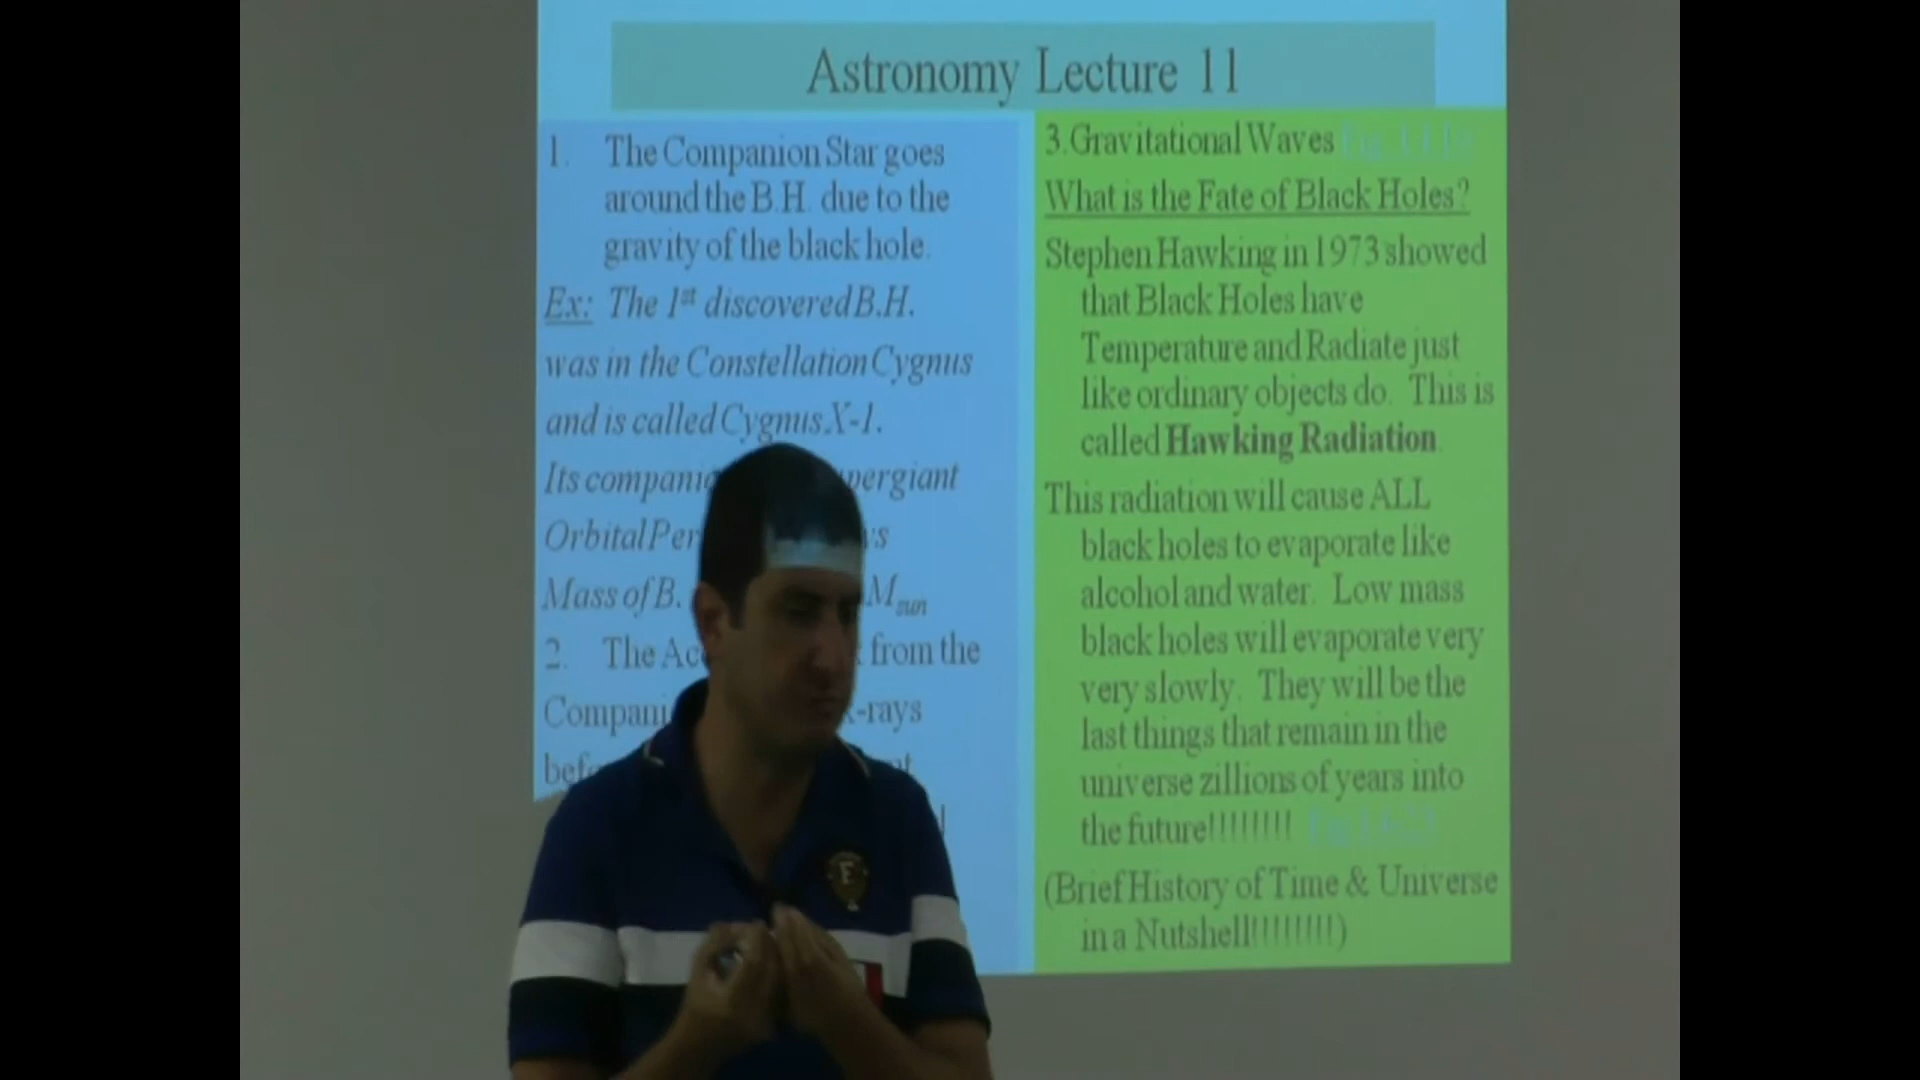 Astronomy Lecture 11
1. The Companion Star goes
around the B.H. due to the
gravity of the black hole.
Ex: The 1st discovered B.H.
was in the Constellation Cygnus
and is called Cygnus X-1.
Its
Orbital
Mass of B. M sun
2. The from the
-rays
3.Gravitational Waves
What is the Fate of Black Holes?
Stephen Hawking in 1973 showed
that Black Holes have
Temperature and Radiate just
like ordinary objects do. This is
called Hawking Radiation.
This radiation will cause ALL
black holes to evaporate like
alcohol and water. Low mass
black holes will evaporate very
very slowly. They will be the
last things that remain in the
universe zillions of years into
the future!!!!!!!!
(Brief History of Time & Universe
in a Nutshell!!!!!!!!!)